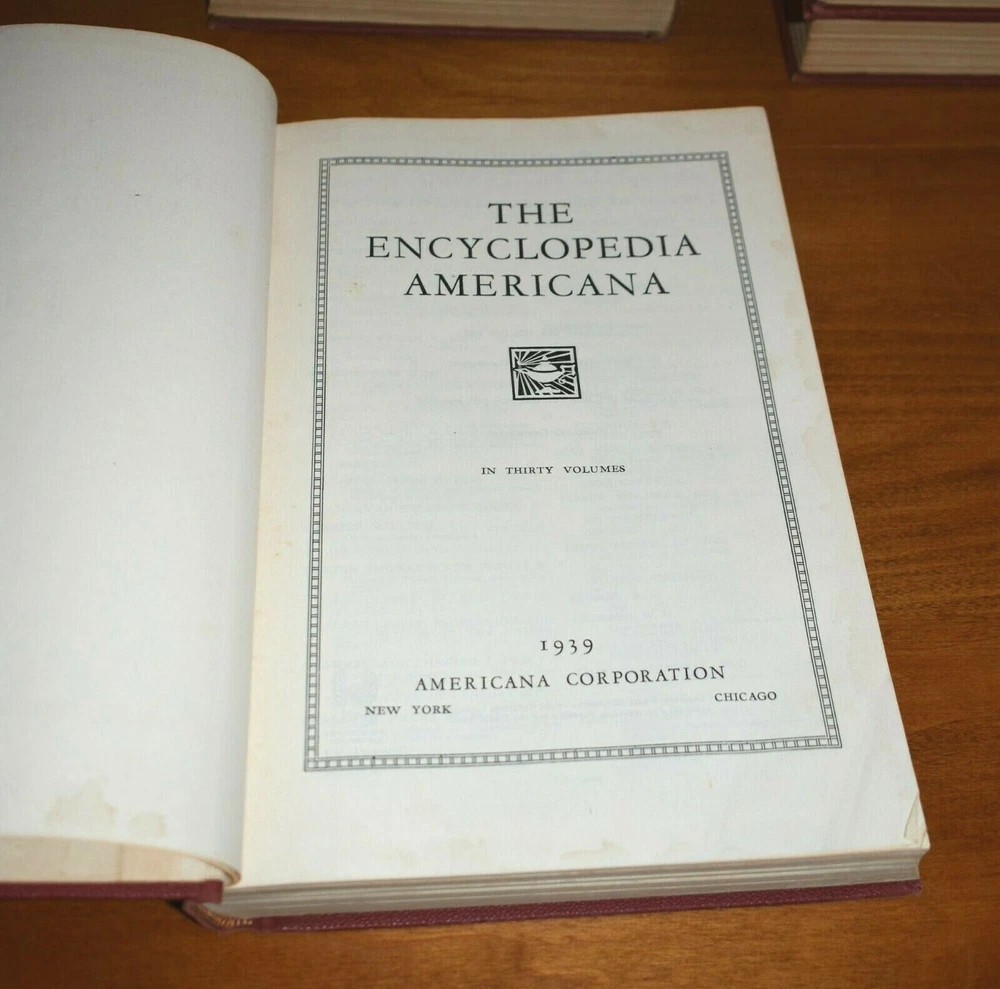 THE
ENCYCLOPEDIA
AMERICANA
IN THIRTY VOLUMES
1939
AMERICANA CORPORATION
NEW YORK CHICAGO